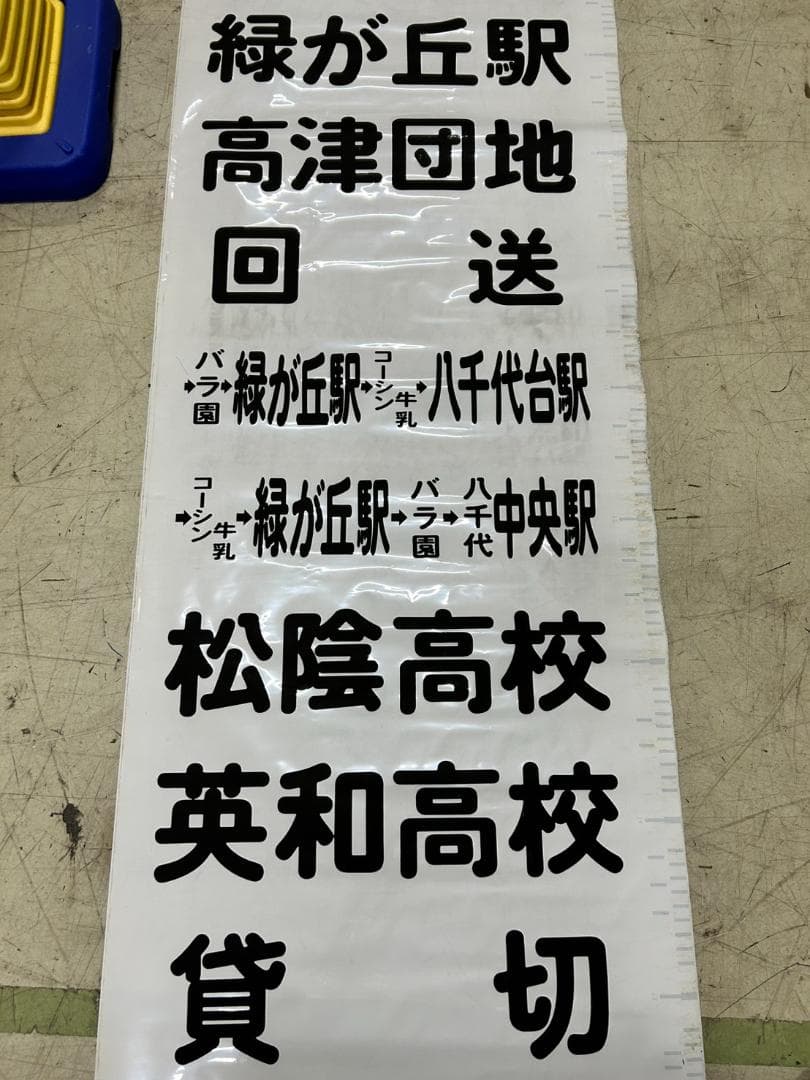 緑が丘駅
高津団地
回送
→バラ園→緑が丘駅→コーシン牛乳→八千代台駅
→コーシン牛乳→緑が丘駅→バラ園→八千代中央駅
松陰高校
英和高校
貸切